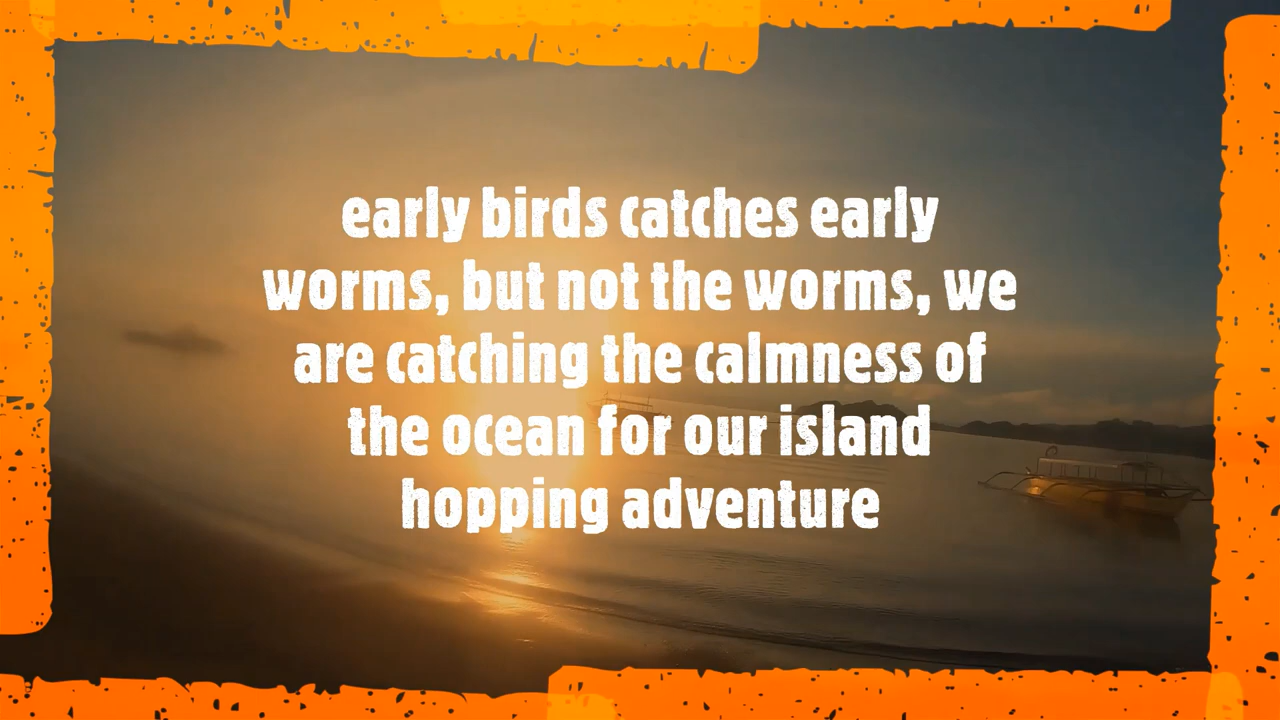 early birds catches early
worms, but not the worms, we
are catching the calmness of
the ocean for our island
hopping adventure